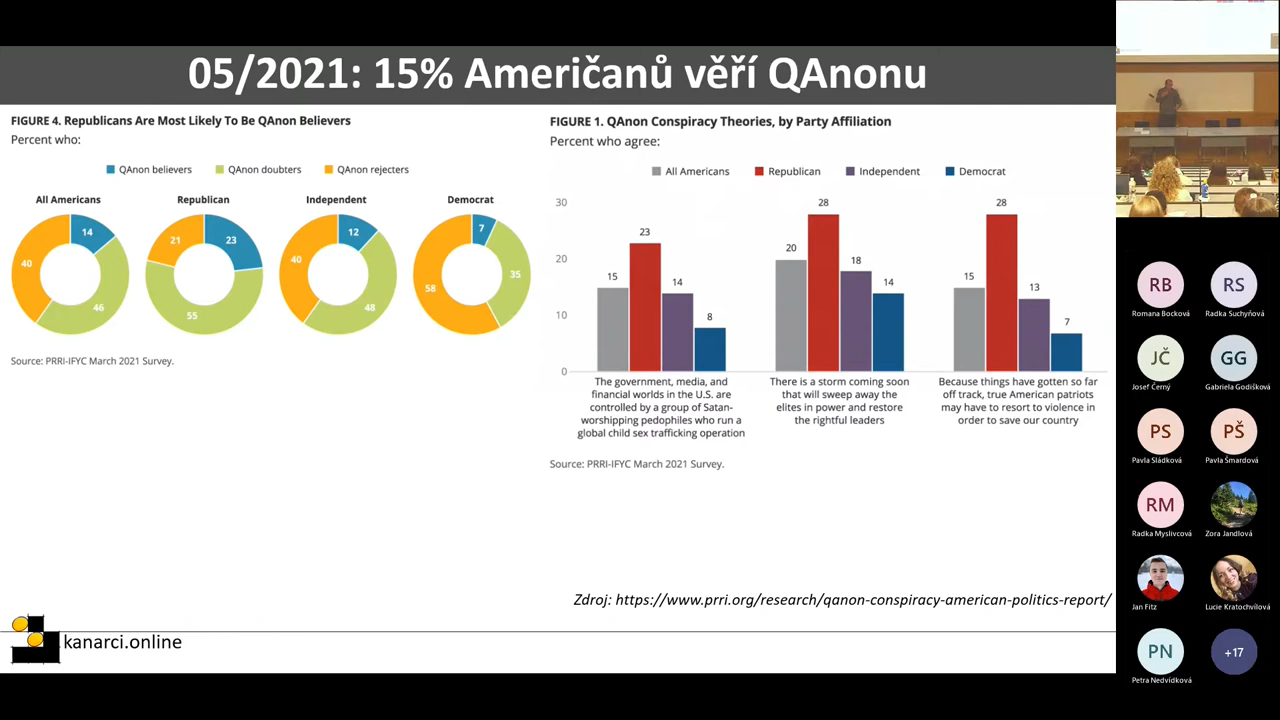 05/2021: 15% Američanů věří QAnonu
FIGURE 4. Republicans Are Most Likely To Be QAnon Believers
Percent who:
QAnon believers
QAnon doubters
QAnon rejecters
All Americans
Republican
Independent
Democrat
14
40
46
21
23
55
12
40
48
7
35
58
Source: PRRI-IFYC March 2021 Survey.
FIGURE 1. QAnon Conspiracy Theories, by Party Affiliation
Percent who agree:
All Americans
Republican
Independent
Democrat
30
20
10
0
15
23
14
8
20
28
18
14
15
28
13
7
The government, media, and
financial worlds in the U.S. are
controlled by a group of Satan-
worshipping pedophiles who run a
global child sex trafficking operation
There is a storm coming soon
that will sweep away the
elites in power and restore
the rightful leaders
Because things have gotten so far
off track, true American patriots
may have to resort to violence in
order to save our country
Source: PRRI-IFYC March 2021 Survey.
Zdroj: https://www.prri.org/research/qanon-conspiracy-american-politics-report/
kanarci.online
RB
Romana Bocková
RS
Radka Suchyňová
JČ
Josef Černý
GG
Gabriela Godišková
PS
Pavla Sládková
PŠ
Pavla Šmardová
RM
Radka Myslivcová
Zora Jandlová
Jan Fitz
Lucie Kratochvílová
PN
Petra Nedvídková
+17